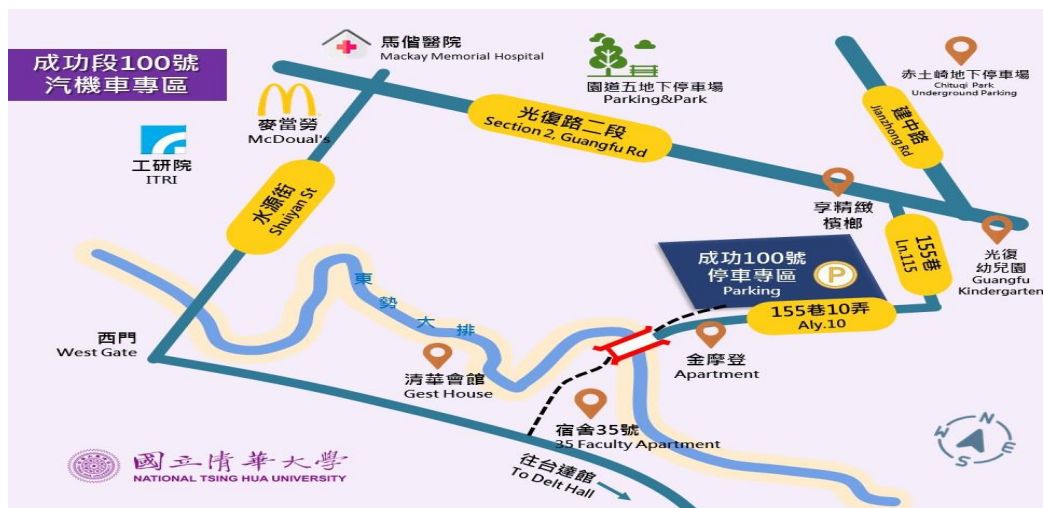 成功段100號
汽機車專區
馬偕醫院
Mackay Memorial Hospital
園道五地下停車場
Parking&Park
赤土崎地下停車場
Chituqi Park
Underground Parking
麥當勞
McDoual's
工研院
ITRI
光復路二段
Section 2, Guangfu Rd
建中路
Jianzhong Rd
水源街
Shuiyan St
享精緻
檳榔
155巷
Ln.115
光復
幼兒園
Guangfu
Kindergarten
成功100號
停車專區
Parking
P
155巷10弄
Aly.10
東勢大排
西門
West Gate
清華會館
Gest House
金摩登
Apartment
宿舍35號
35 Faculty Apartment
往台達館
To Delt Hall
N
W
E
S
國立清華大學
NATIONAL TSING HUA UNIVERSITY